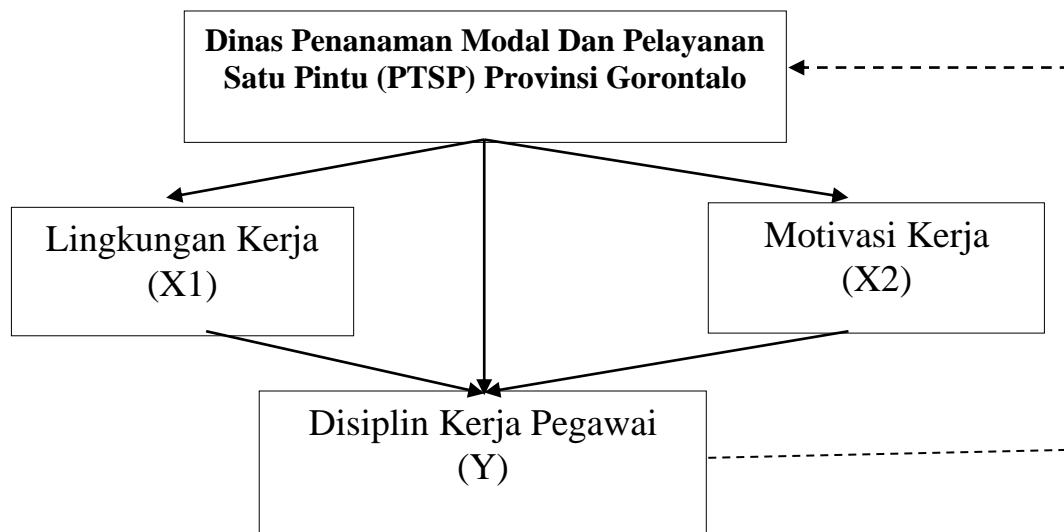 Dinas Penanaman Modal Dan Pelayanan
Satu Pintu (PTSP) Provinsi Gorontalo
Lingkungan Kerja
(X1)
Motivasi Kerja
(X2)
Disiplin Kerja Pegawai
(Y)